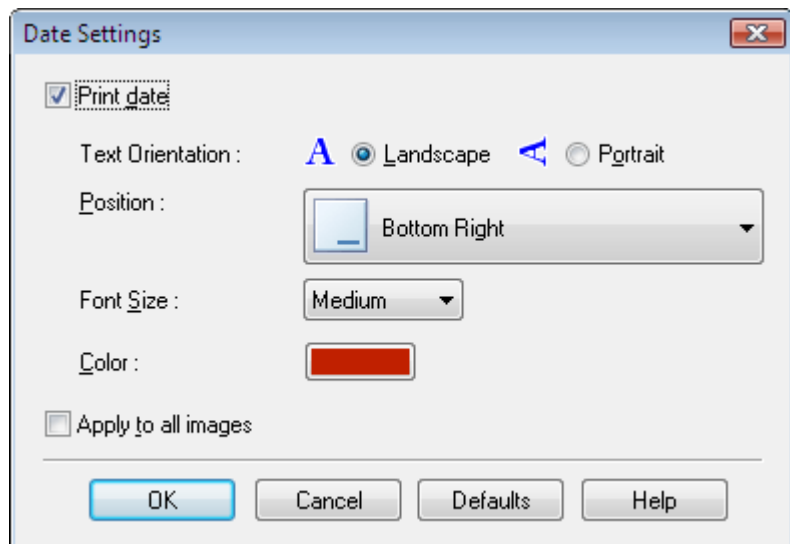 Date Settings
Print date
Text Orientation : A Landscape A Portrait
Position : Bottom Right
Font Size : Medium
Color :
Apply to all images
OK Cancel Defaults Help